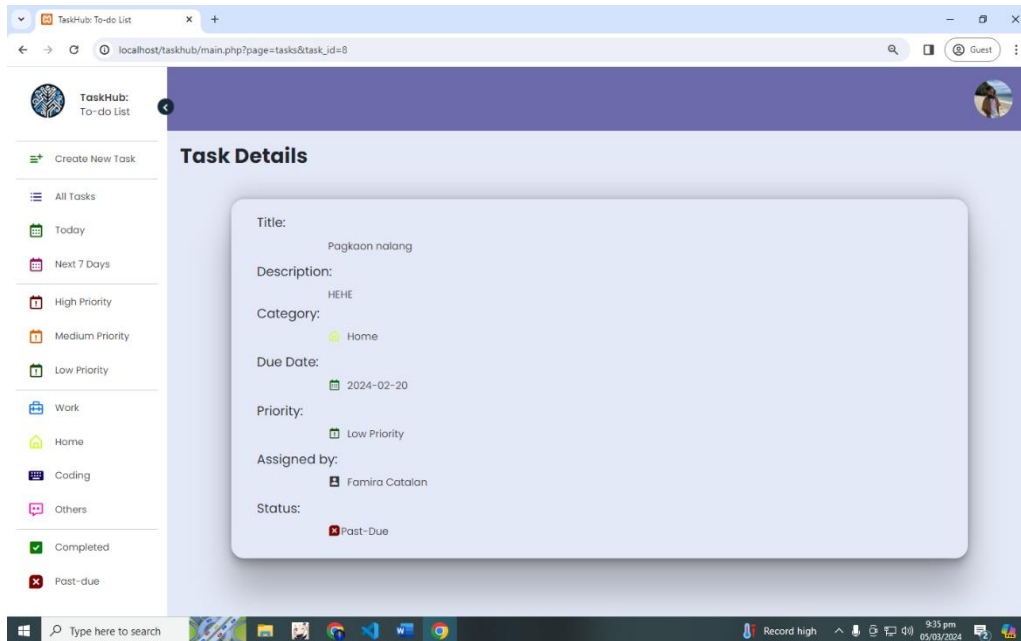 TaskHub: To-do List
localhost/taskhub/main.php?page=tasks&task_id=8
Guest
TaskHub:
To-do List
Create New Task
All Tasks
Today
Next 7 Days
High Priority
Medium Priority
Low Priority
Work
Home
Coding
Others
Completed
Past-due
Task Details
Title:
Pagkaon nalang
Description:
HEHE
Category:
Home
Due Date:
2024-02-20
Priority:
Low Priority
Assigned by:
Famira Catalan
Status:
Past-Due
Type here to search
Record high
9:35 pm
05/03/2024